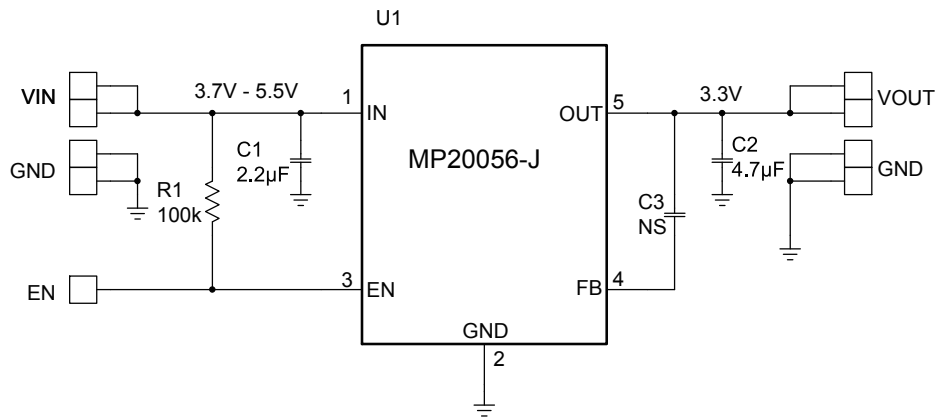 U1
VIN
3.7V - 5.5V
1
IN
OUT
5
3.3V
VOUT
GND
C1
2.2µF
MP20056-J
C2
4.7µF
GND
R1
100k
C3
NS
EN
3
EN
FB
4
GND
2